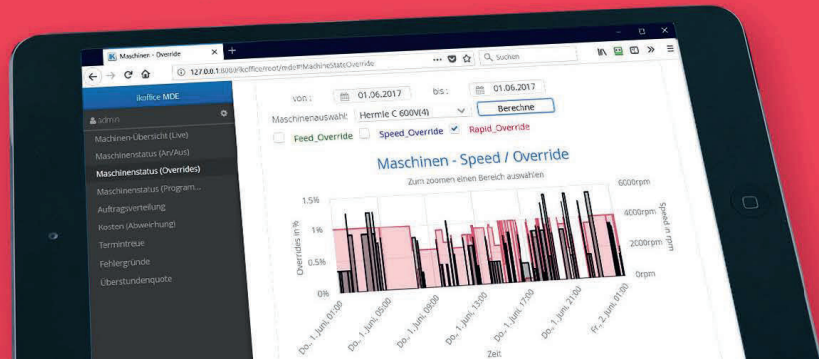 Maschinen - Override
127.0.0.1:8083/ikoffice/root/mde#!MachineStateOverride
Suchen
ikoffice MDE
admin
Maschinen-Übersicht (Live)
Maschinenstatus (An/Aus)
Maschinenstatus (Overrides)
Maschinenstatus (Program...
Auftragsverteilung
Kosten (Abweichung)
Termintreue
Fehlergründe
Überstundenquote
von : 01.06.2017 bis : 01.06.2017
Maschinenauswahl: Hermle C 600V(4) Berechne
Feed_Override Speed_Override Rapid_Override
Maschinen - Speed / Override
Zum zoomen einen Bereich auswählen
Overrides in %
1.5%
1%
0.5%
0%
6000rpm
4000rpm
2000rpm
0rpm
Speed in rpm
Do., 1. Juni, 01:00
Do., 1. Juni, 05:00
Do., 1. Juni, 09:00
Do., 1. Juni, 13:00
Do., 1. Juni, 17:00
Do., 1. Juni, 21:00
Fr., 2. Juni, 01:00
Zeit